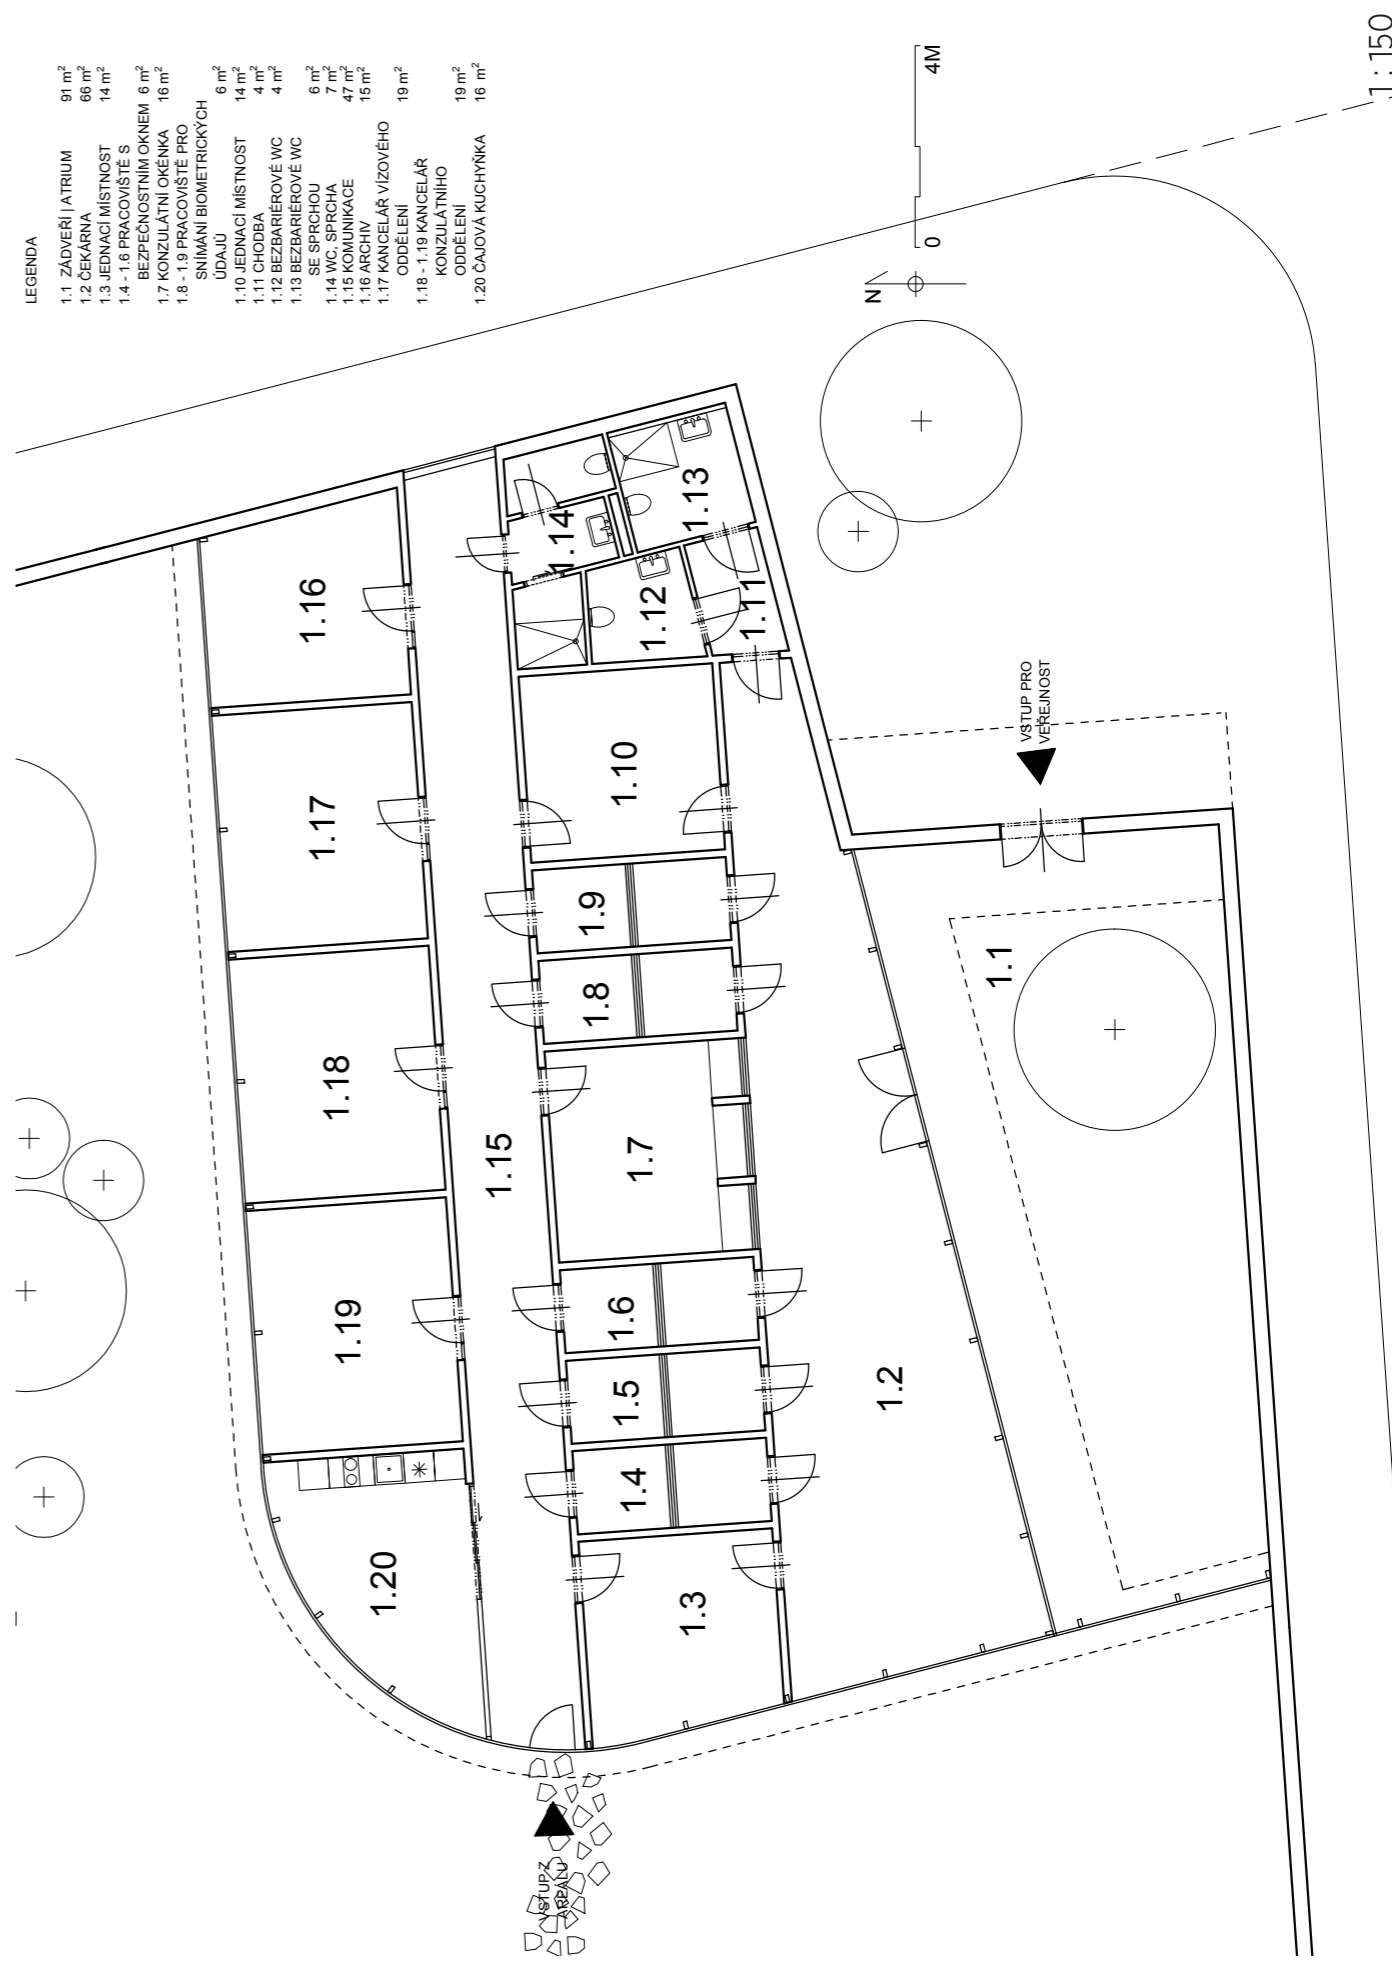 LEGENDA
1.1 ZÁDVEŘÍ | ATRIUM 91 m²
1.2 ČEKÁRNA 66 m²
1.3 JEDNACÍ MÍSTNOST 14 m²
1.4 - 1.6 PRACOVIŠTĚ S
BEZPEČNOSTNÍM OKNEM 6 m²
1.7 KONZULÁTNÍ OKÉNKA 16 m²
1.8 - 1.9 PRACOVIŠTĚ PRO
SNÍMÁNÍ BIOMETRICKÝCH
ÚDAJŮ 6 m²
1.10 JEDNACÍ MÍSTNOST 14 m²
1.11 CHODBA 4 m²
1.12 BEZBARIÉROVÉ WC 4 m²
1.13 BEZBARIÉROVÉ WC
SE SPRCHOU 6 m²
1.14 WC, SPRCHA 7 m²
1.15 KOMUNIKACE 47 m²
1.16 ARCHIV 15 m²
1.17 KANCELÁŘ VÍZOVÉHO
ODDĚLENÍ 19 m²
1.18 - 1.19 KANCELÁŘ
KONZULÁTNÍHO
ODDĚLENÍ 19 m²
1.20 ČAJOVÁ KUCHYŇKA 16 m²
1.20
1.19
1.18
1.17
1.16
1.15
1.3
1.4
1.5
1.6
1.7
1.8
1.9
1.10
1.14
1.12
1.13
1.11
1.2
1.1
VSTUP Z
AREÁLU
VSTUP PRO
VEŘEJNOST
N
0 4M
1 : 150